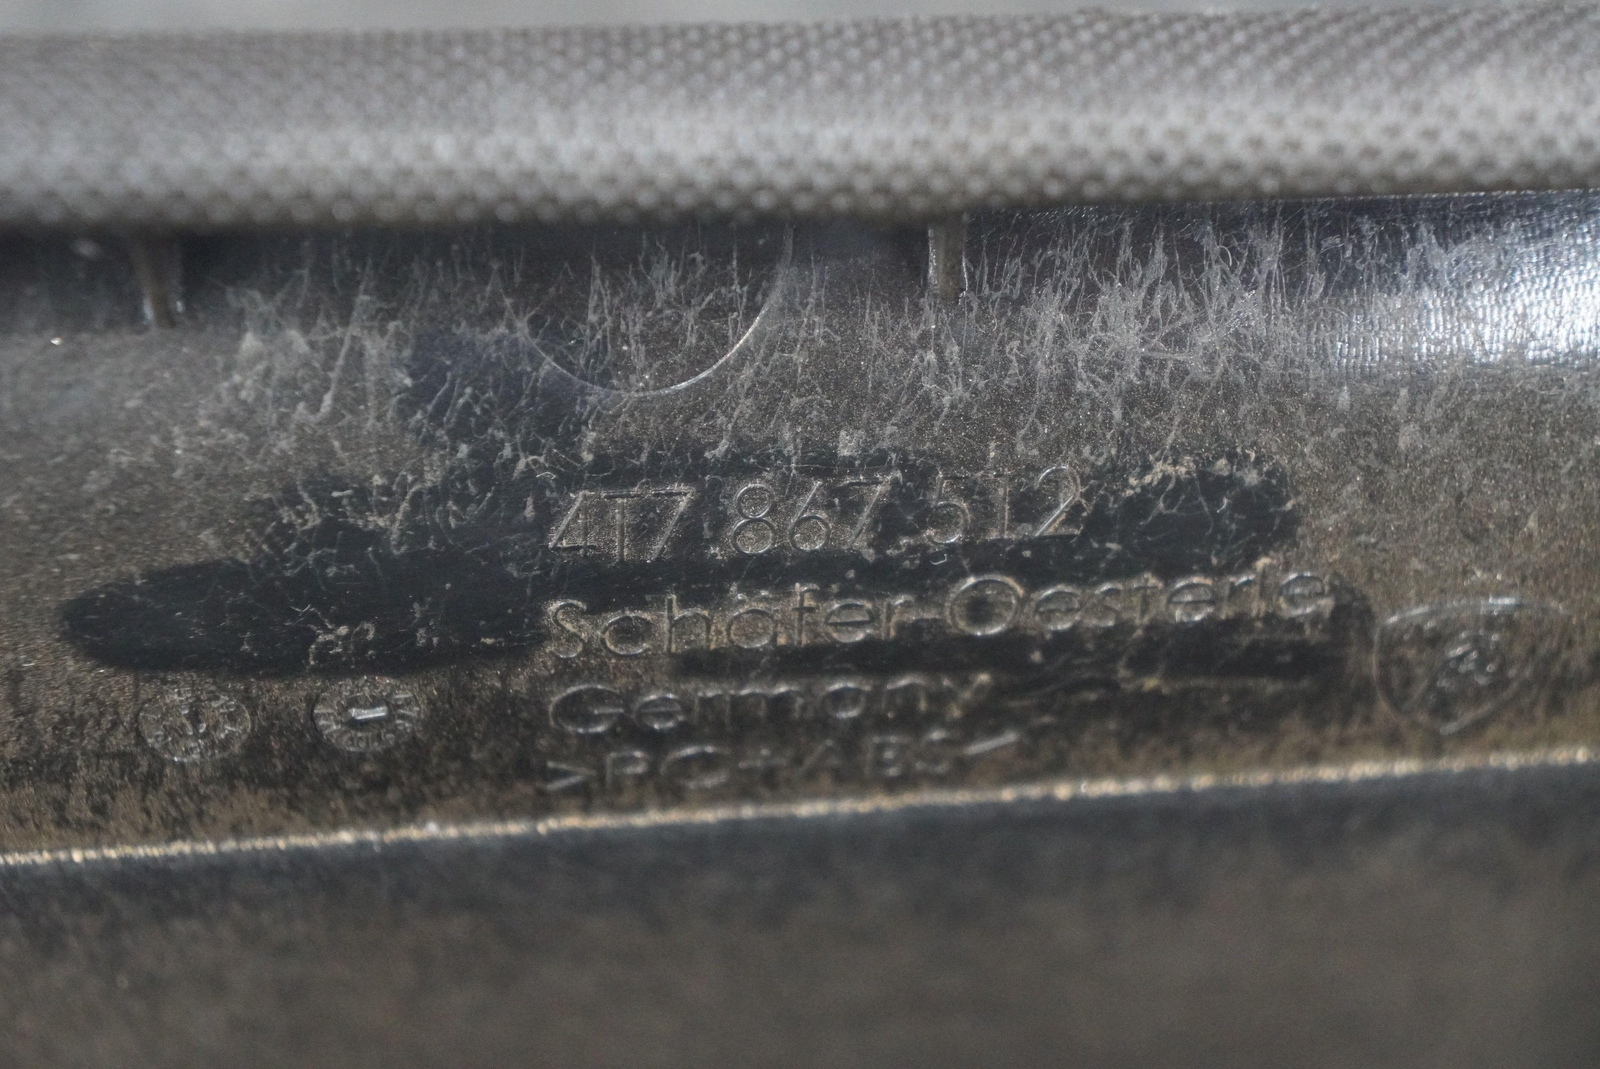 4T7.867.512
Schäfer-Oesterle
Germany
>PC+ABS<